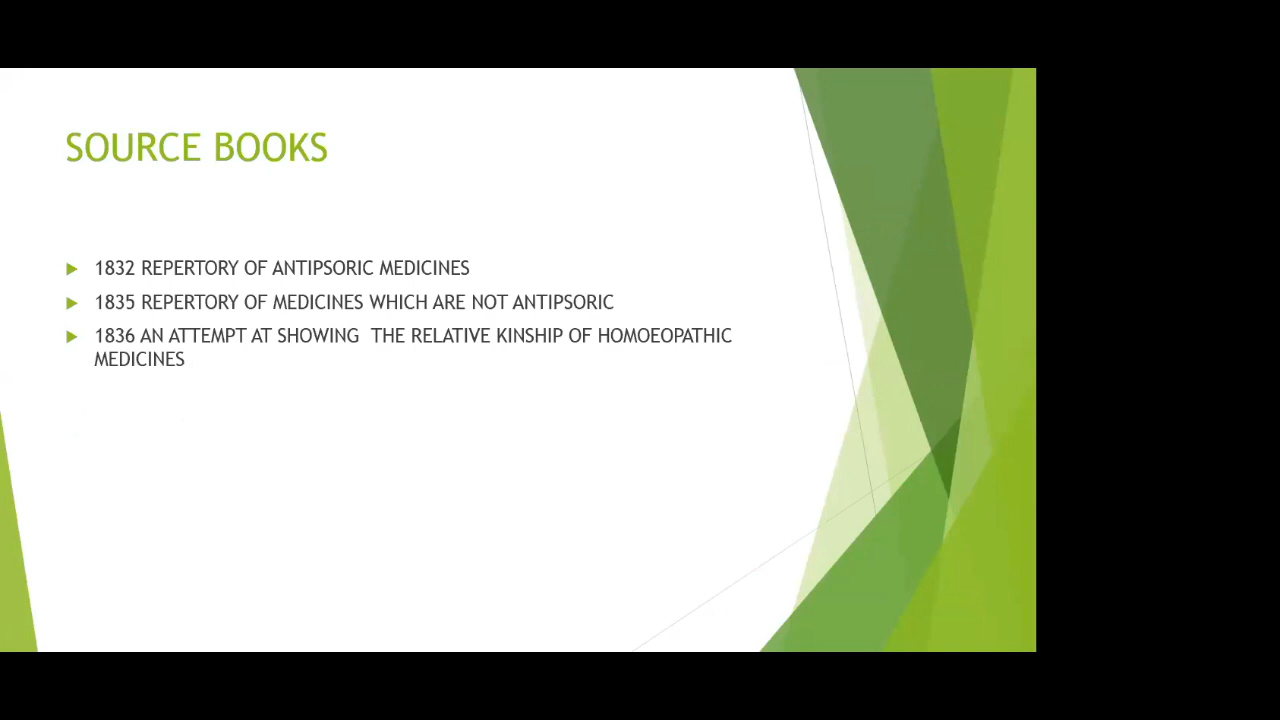 SOURCE BOOKS
1832 REPERTORY OF ANTIPSORIC MEDICINES
1835 REPERTORY OF MEDICINES WHICH ARE NOT ANTIPSORIC
1836 AN ATTEMPT AT SHOWING  THE RELATIVE KINSHIP OF HOMOEOPATHIC
MEDICINES